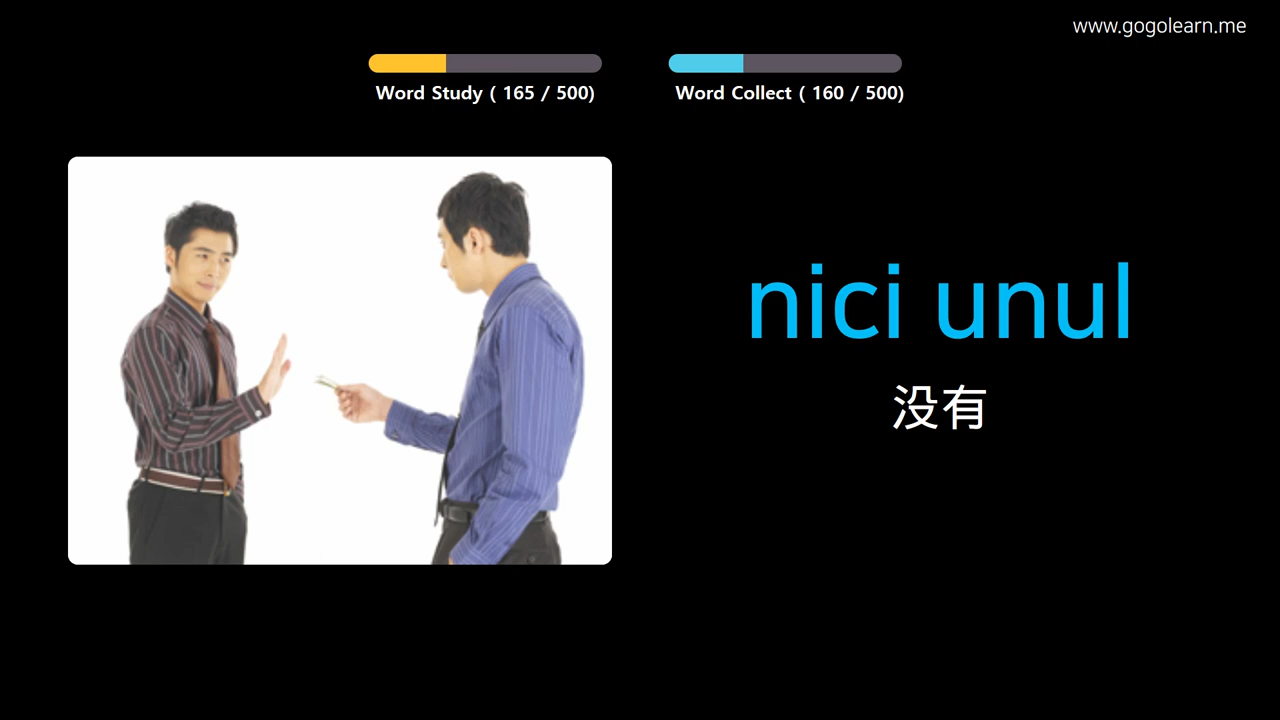 www.gogolearn.me
Word Study ( 165 / 500)
Word Collect ( 160 / 500)
nici unul
没有